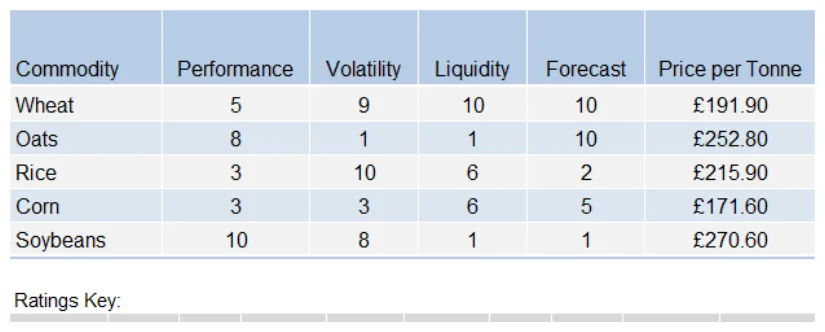 Commodity Performance Volatility Liquidity Forecast Price per Tonne
Wheat 5 9 10 10 £191.90
Oats 8 1 1 10 £252.80
Rice 3 10 6 2 £215.90
Corn 3 3 6 5 £171.60
Soybeans 10 8 1 1 £270.60
Ratings Key: